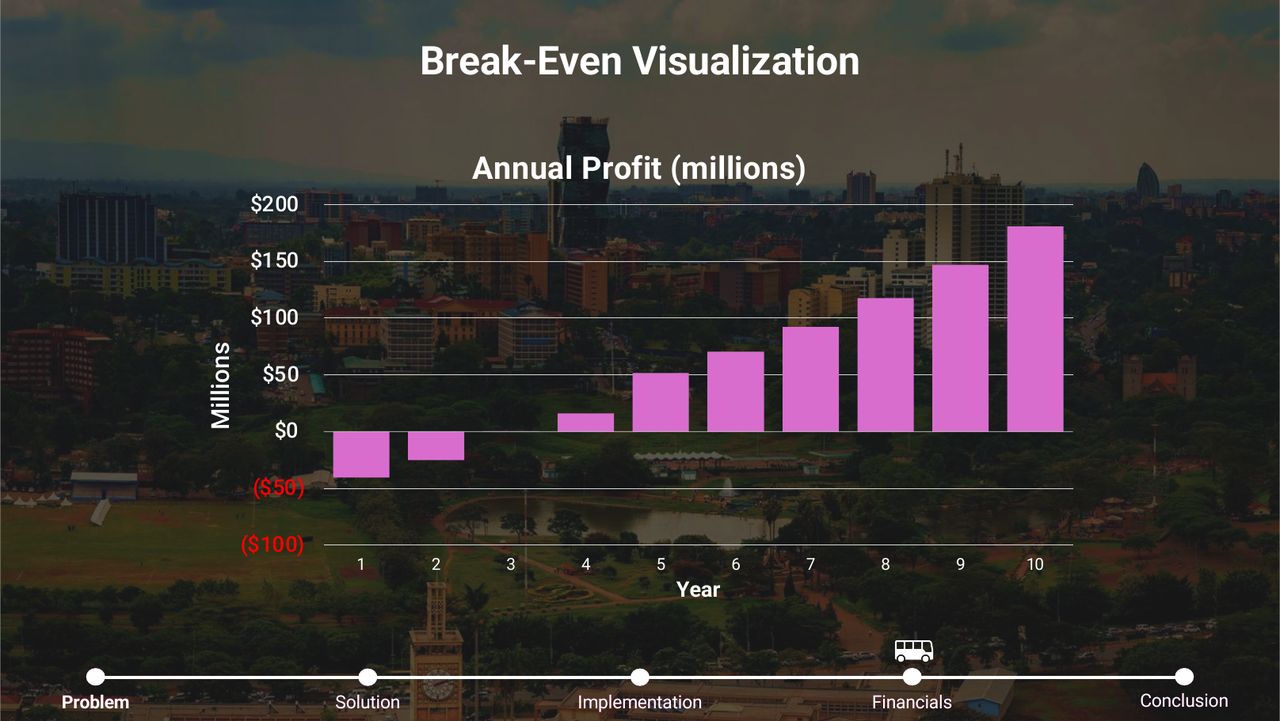 Break-Even Visualization
Annual Profit (millions)
$200
$150
$100
$50
$0
($50)
($100)
Millions
1 2 3 4 5 6 7 8 9 10
Year
Problem Solution Implementation Financials Conclusion